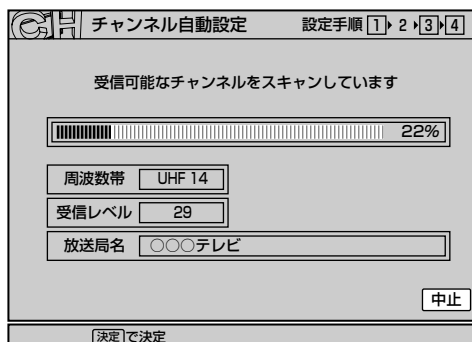 CH チャンネル自動設定 設定手順 1 2 3 4
受信可能なチャンネルをスキャンしています
22%
周波数帯 UHF 14
受信レベル 29
放送局名 ○○○テレビ
中止
決定で決定